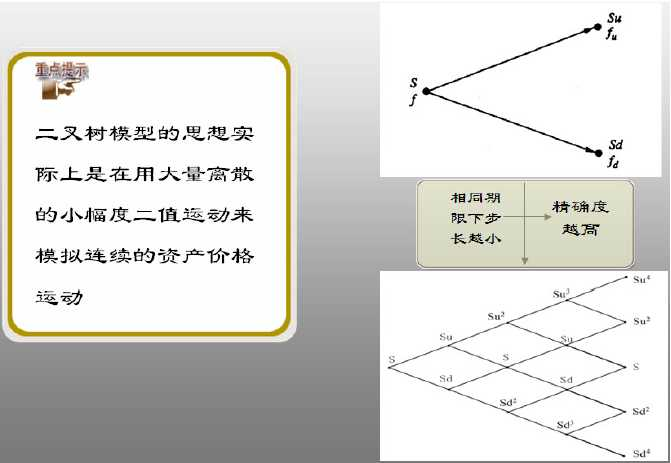 重点提示
二叉树模型的思想实
际上是在用大量离散
的小幅度二值运动来
模拟连续的资产价格
运动
Su
fu
S
f
Sd
fd
相同期
限下步
长越小
精确度
越高
Su⁴
Su³
Su²
Su²
Su
Su
S
S
S
Sd
Sd
Sd²
Sd²
Sd³
Sd⁴